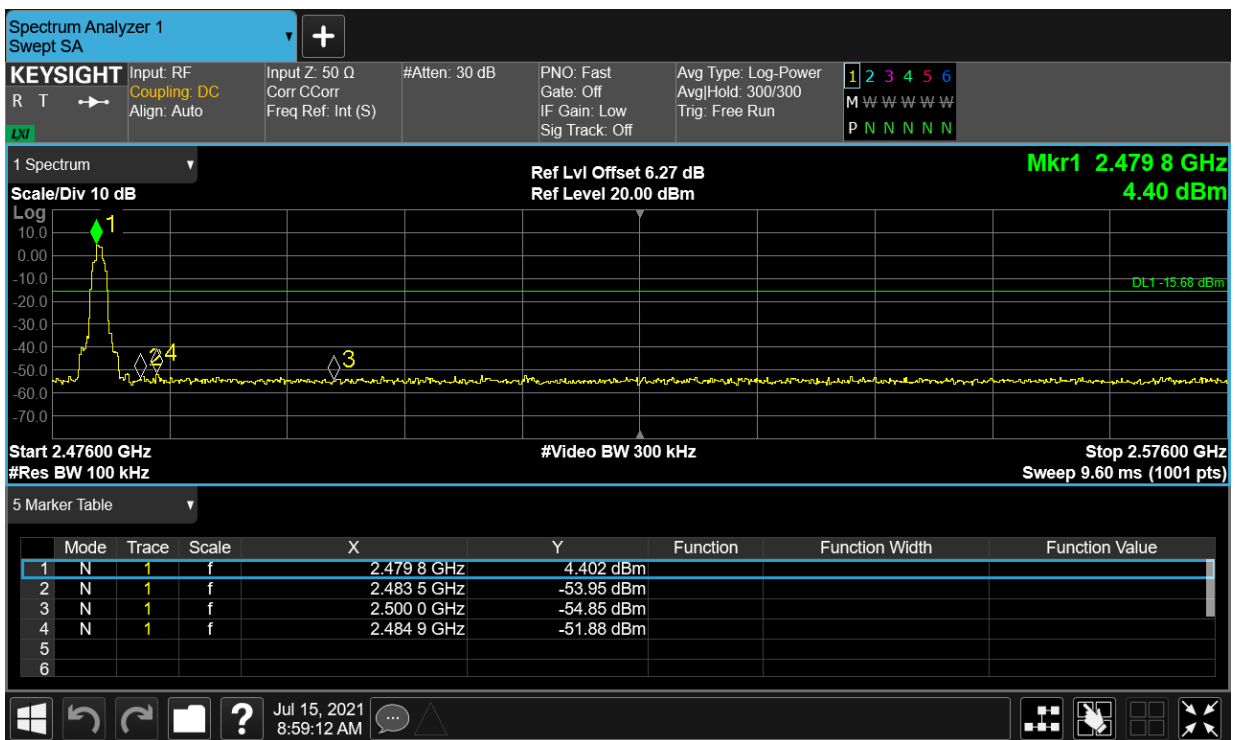 Spectrum Analyzer 1
Swept SA
KEYSIGHT
R T
LXI
Input: RF
Coupling: DC
Align: Auto
Input Z: 50 Ω
Corr CCorr
Freq Ref: Int (S)
#Atten: 30 dB
PNO: Fast
Gate: Off
IF Gain: Low
Sig Track: Off
Avg Type: Log-Power
Avg|Hold: 300/300
Trig: Free Run
1 2 3 4 5 6
M W W W W W
P N N N N N
1 Spectrum
Scale/Div 10 dB
Ref Lvl Offset 6.27 dB
Ref Level 20.00 dBm
Mkr1 2.479 8 GHz
4.40 dBm
Log
10.0
0.00
-10.0
-20.0
-30.0
-40.0
-50.0
-60.0
-70.0
1
2 4
3
DL1 -15.68 dBm
Start 2.47600 GHz
#Video BW 300 kHz
Stop 2.57600 GHz
#Res BW 100 kHz
Sweep 9.60 ms (1001 pts)
5 Marker Table
Mode Trace Scale X Y Function Function Width Function Value
1 N 1 f 2.479 8 GHz 4.402 dBm
2 N 1 f 2.483 5 GHz -53.95 dBm
3 N 1 f 2.500 0 GHz -54.85 dBm
4 N 1 f 2.484 9 GHz -51.88 dBm
5
6
?
Jul 15, 2021
8:59:12 AM